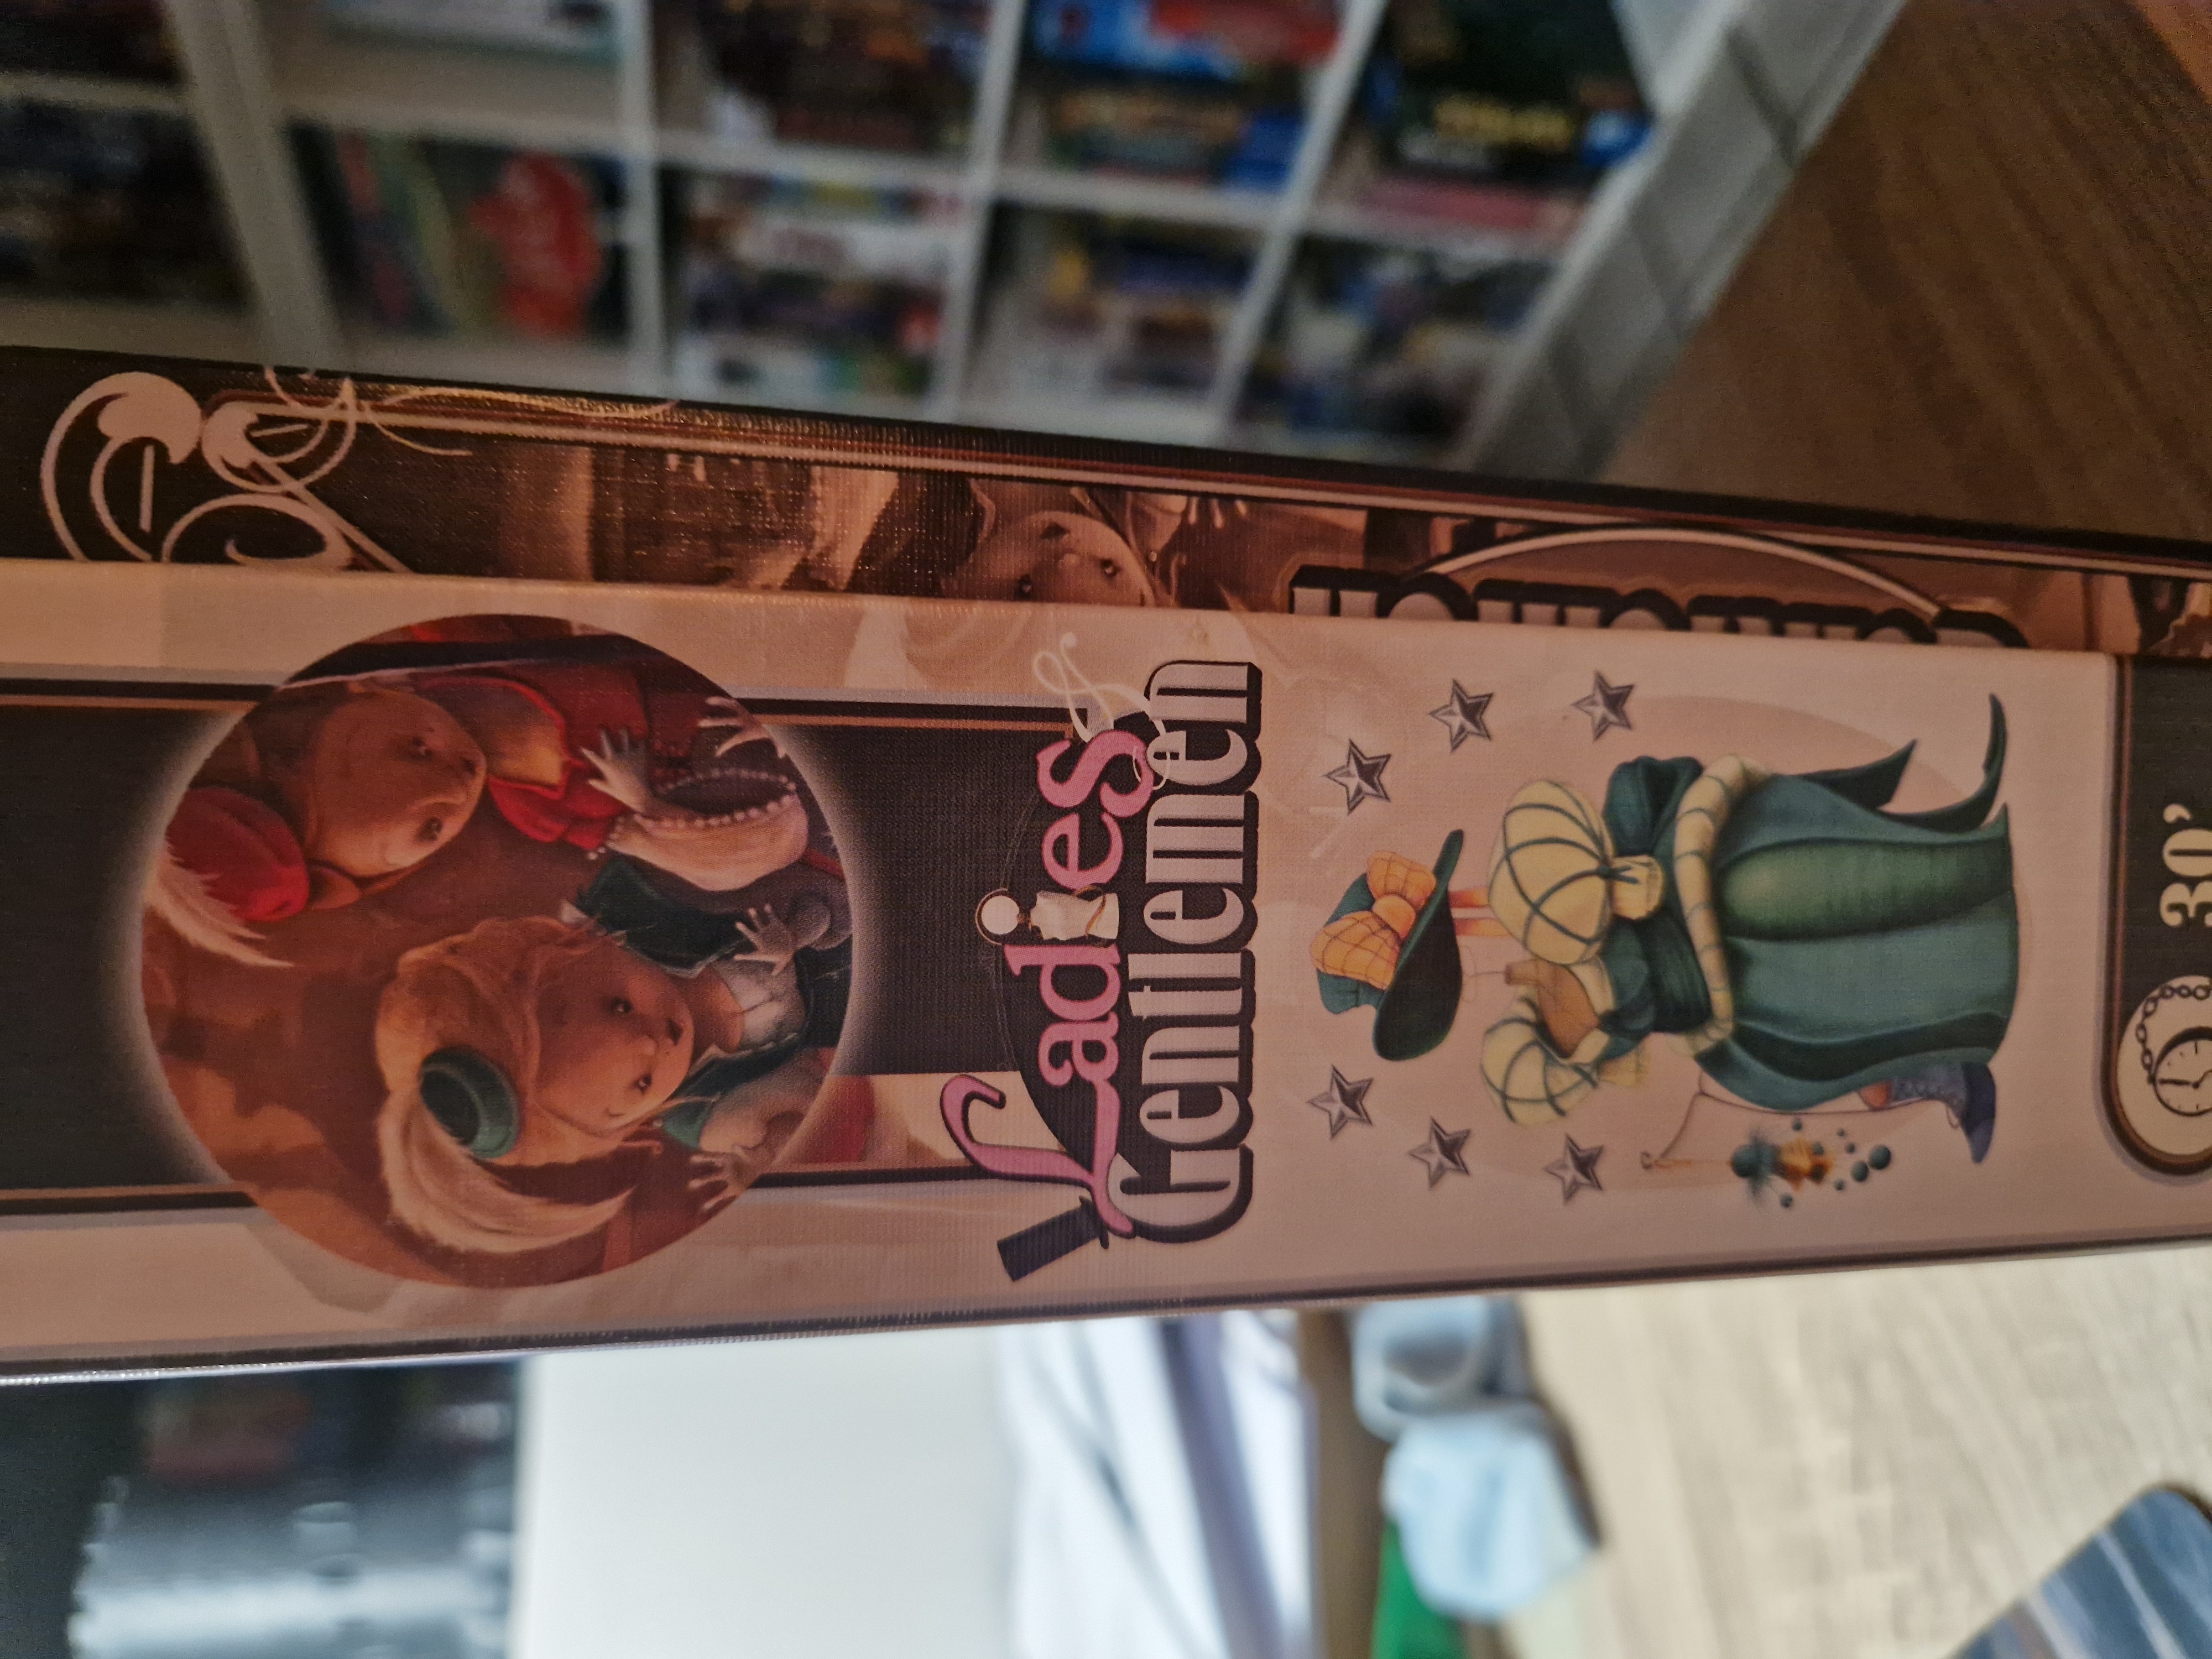 Ladies &
Gentlemen
30'